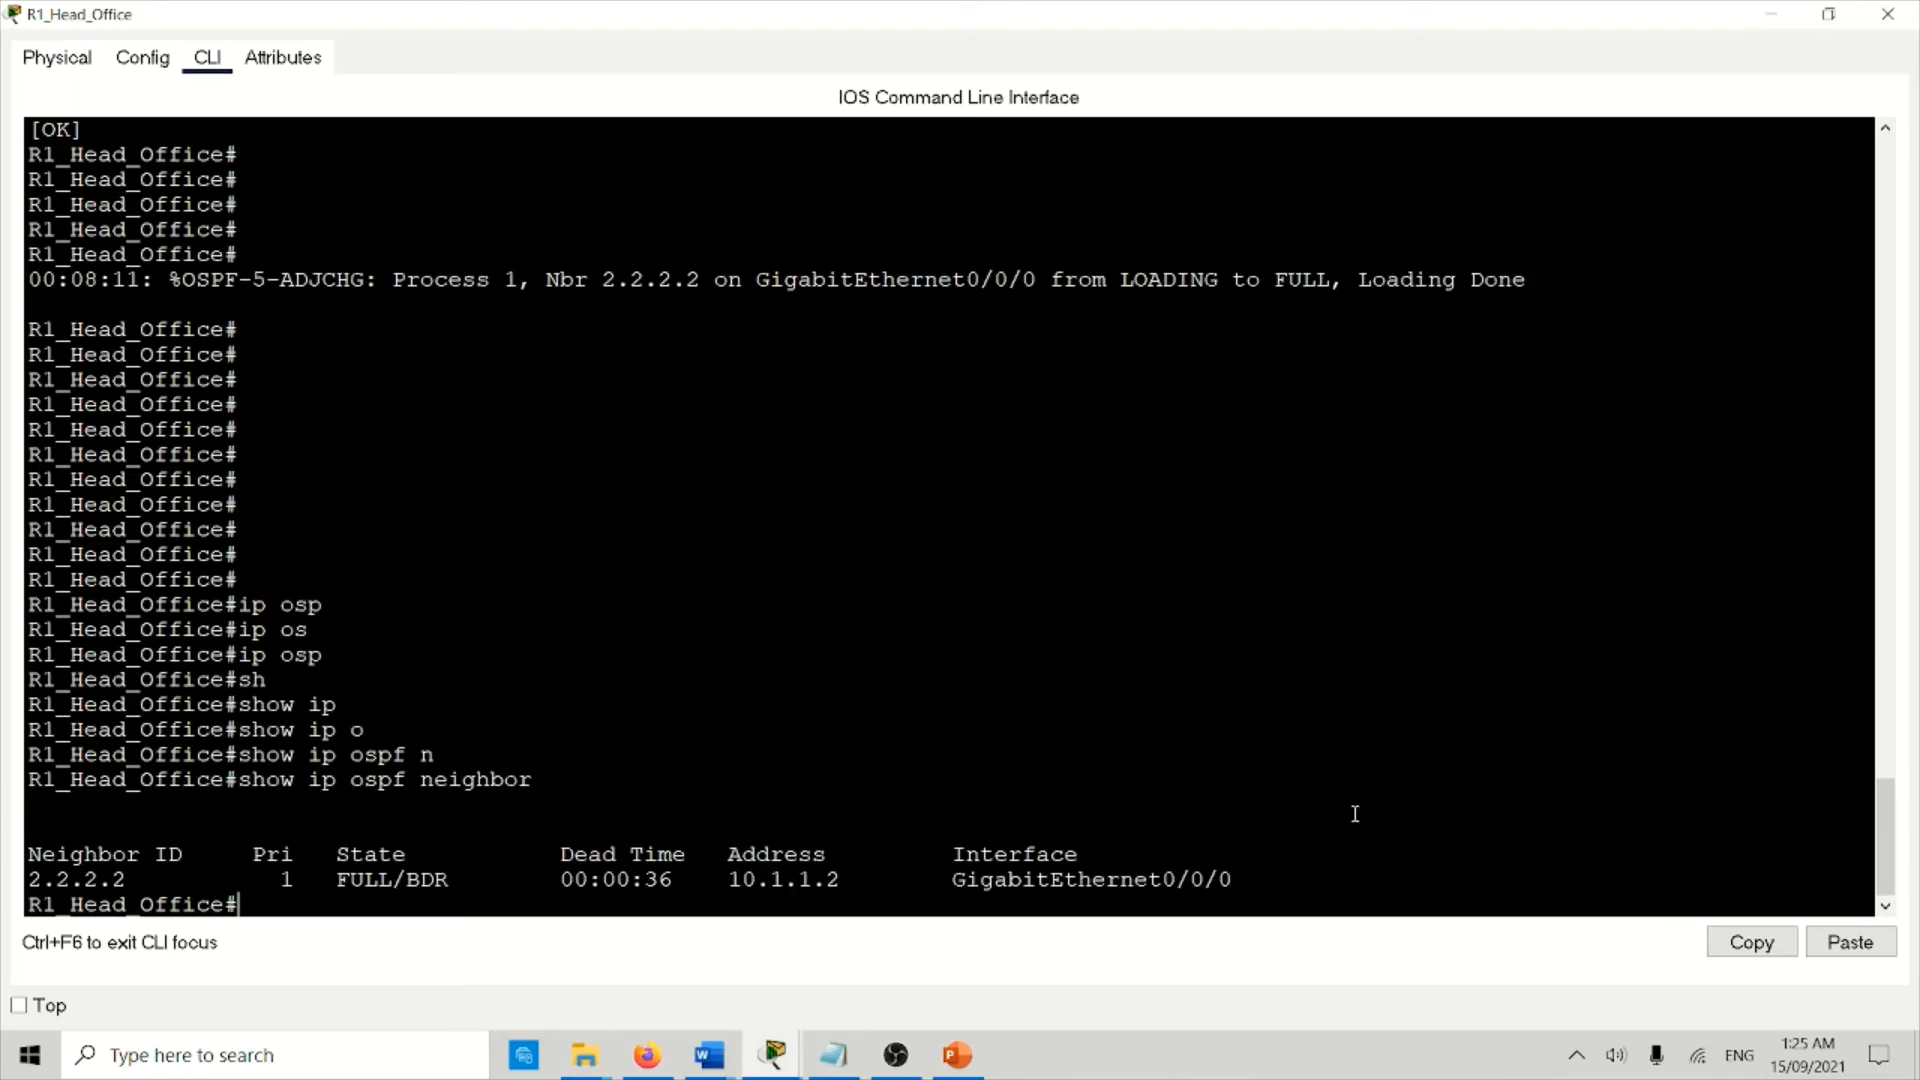 R1_Head_Office
Physical Config CLI Attributes
IOS Command Line Interface
[OK]
R1_Head_Office#
R1_Head_Office#
R1_Head_Office#
R1_Head_Office#
R1_Head_Office#
00:08:11: %OSPF-5-ADJCHG: Process 1, Nbr 2.2.2.2 on GigabitEthernet0/0/0 from LOADING to FULL, Loading Done
R1_Head_Office#
R1_Head_Office#
R1_Head_Office#
R1_Head_Office#
R1_Head_Office#
R1_Head_Office#
R1_Head_Office#
R1_Head_Office#
R1_Head_Office#
R1_Head_Office#
R1_Head_Office#
R1_Head_Office#ip osp
R1_Head_Office#ip os
R1_Head_Office#ip osp
R1_Head_Office#sh
R1_Head_Office#show ip
R1_Head_Office#show ip o
R1_Head_Office#show ip ospf n
R1_Head_Office#show ip ospf neighbor
Neighbor ID Pri State Dead Time Address Interface
2.2.2.2 1 FULL/BDR 00:00:36 10.1.1.2 GigabitEthernet0/0/0
R1_Head_Office#
Ctrl+F6 to exit CLI focus
Copy Paste
Top
Type here to search
ENG
1:25 AM
15/09/2021